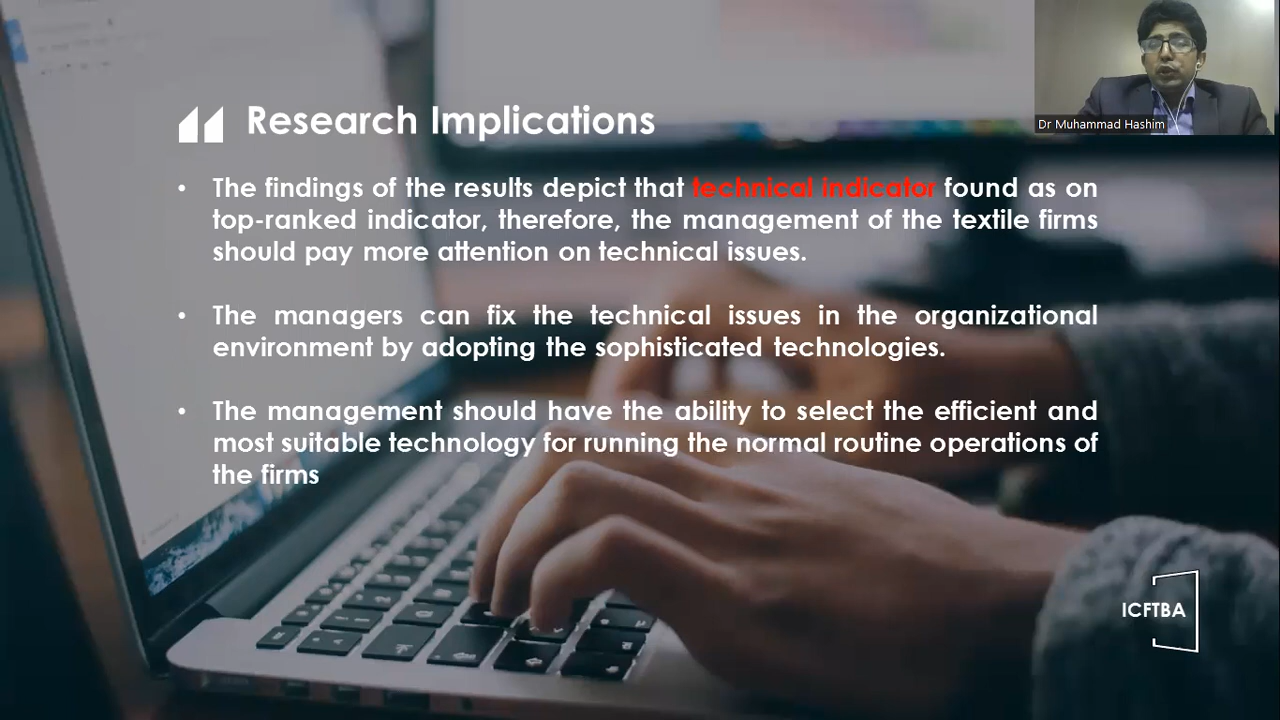 Research Implications
Dr Muhammad Hashim
• The findings of the results depict that technical indicator found as on
top-ranked indicator, therefore, the management of the textile firms
should pay more attention on technical issues.
• The managers can fix the technical issues in the organizational
environment by adopting the sophisticated technologies.
• The management should have the ability to select the efficient and
most suitable technology for running the normal routine operations of
the firms
ICFTBA